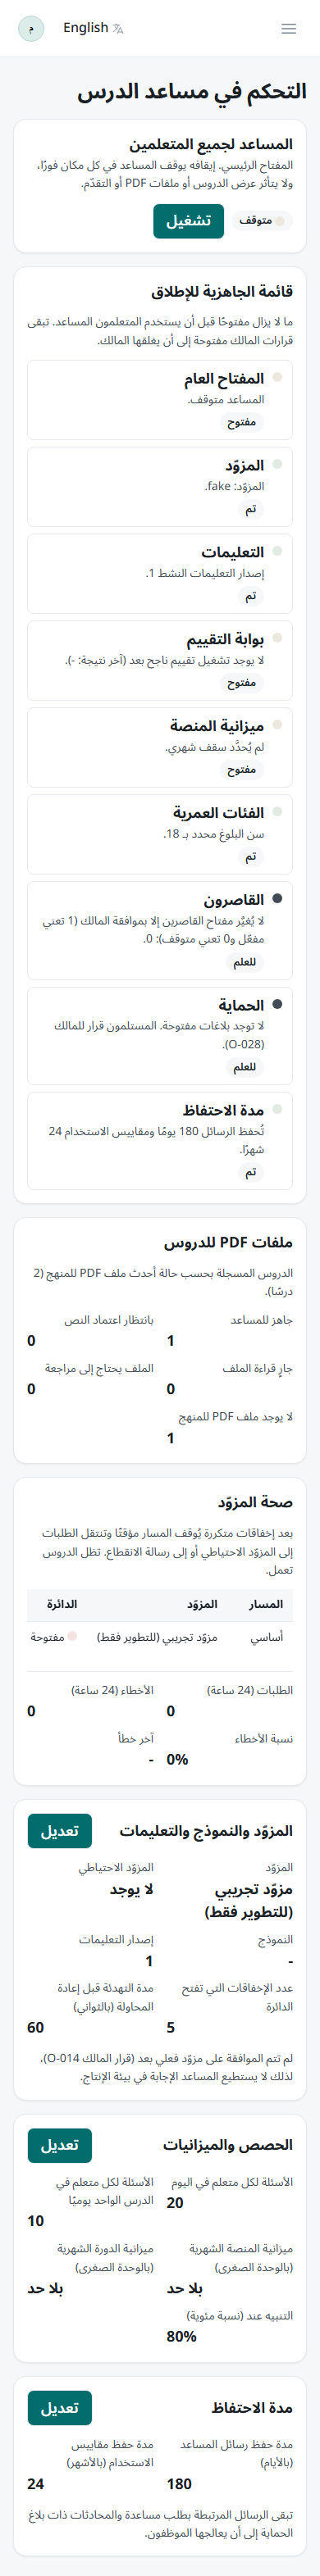 م
English
التحكم في مساعد الدرس
المساعد لجميع المتعلمين
المفتاح الرئيسي. إيقافه يوقف المساعد في كل مكان فورًا،
ولا يتأثر عرض الدروس أو ملفات PDF أو التقدّم.
متوقف
تشغيل
قائمة الجاهزية للإطلاق
ما لا يزال مفتوحًا قبل أن يستخدم المتعلمون المساعد. تبقى
قرارات المالك مفتوحة إلى أن يغلقها المالك.
المفتاح العام
المساعد متوقف.
مفتوح
المزوّد
المزوّد: fake.
تم
التعليمات
إصدار التعليمات النشط 1.
تم
بوابة التقييم
لا يوجد تشغيل تقييم ناجح بعد (آخر نتيجة: -).
مفتوح
ميزانية المنصة
لم يُحدَّد سقف شهري.
مفتوح
الفئات العمرية
سن البلوغ محدد بـ 18.
تم
القاصرون
لا يُغيَّر مفتاح القاصرين إلا بموافقة المالك (1 تعني
مفعّل و0 تعني متوقف): 0.
للعلم
الحماية
لا توجد بلاغات مفتوحة. المستلمون قرار للمالك
(O-028).
للعلم
مدة الاحتفاظ
تُحفظ الرسائل 180 يومًا ومقاييس الاستخدام 24
شهرًا.
تم
ملفات PDF للدروس
الدروس المسجلة بحسب حالة أحدث ملف PDF للمنهج (2
درسًا).
جاهز للمساعد
1
بانتظار اعتماد النص
0
جارٍ قراءة الملف
0
الملف يحتاج إلى مراجعة
0
لا يوجد ملف PDF للمنهج
1
صحة المزوّد
بعد إخفاقات متكررة يُوقف المسار مؤقتًا وتنتقل الطلبات
إلى المزوّد الاحتياطي أو إلى رسالة الانقطاع. تظل الدروس
تعمل.
المسار المزوّد الدائرة
أساسي مزوّد تجريبي (للتطوير فقط) مفتوحة
الطلبات (24 ساعة)
0
الأخطاء (24 ساعة)
0
نسبة الأخطاء
0%
آخر خطأ
-
المزوّد والنموذج والتعليمات
تعديل
المزوّد
مزوّد تجريبي
(للتطوير فقط)
المزوّد الاحتياطي
لا يوجد
النموذج
-
إصدار التعليمات
1
عدد الإخفاقات التي تفتح
الدائرة
5
مدة التهدئة قبل إعادة
المحاولة (بالثواني)
60
لم تتم الموافقة على مزوّد فعلي بعد (قرار المالك O-014)،
لذلك لا يستطيع المساعد الإجابة في بيئة الإنتاج.
الحصص والميزانيات
تعديل
الأسئلة لكل متعلم في اليوم
20
الأسئلة لكل متعلم في
الدرس الواحد يوميًا
10
ميزانية المنصة الشهرية
(بالوحدة الصغرى)
بلا حد
ميزانية الدورة الشهرية
(بالوحدة الصغرى)
بلا حد
التنبيه عند (نسبة مئوية)
80%
مدة الاحتفاظ
تعديل
مدة حفظ رسائل المساعد
(بالأيام)
180
مدة حفظ مقاييس
الاستخدام (بالأشهر)
24
تبقى الرسائل المرتبطة بطلب مساعدة والمحادثات ذات بلاغ
الحماية إلى أن يعالجها الموظفون.